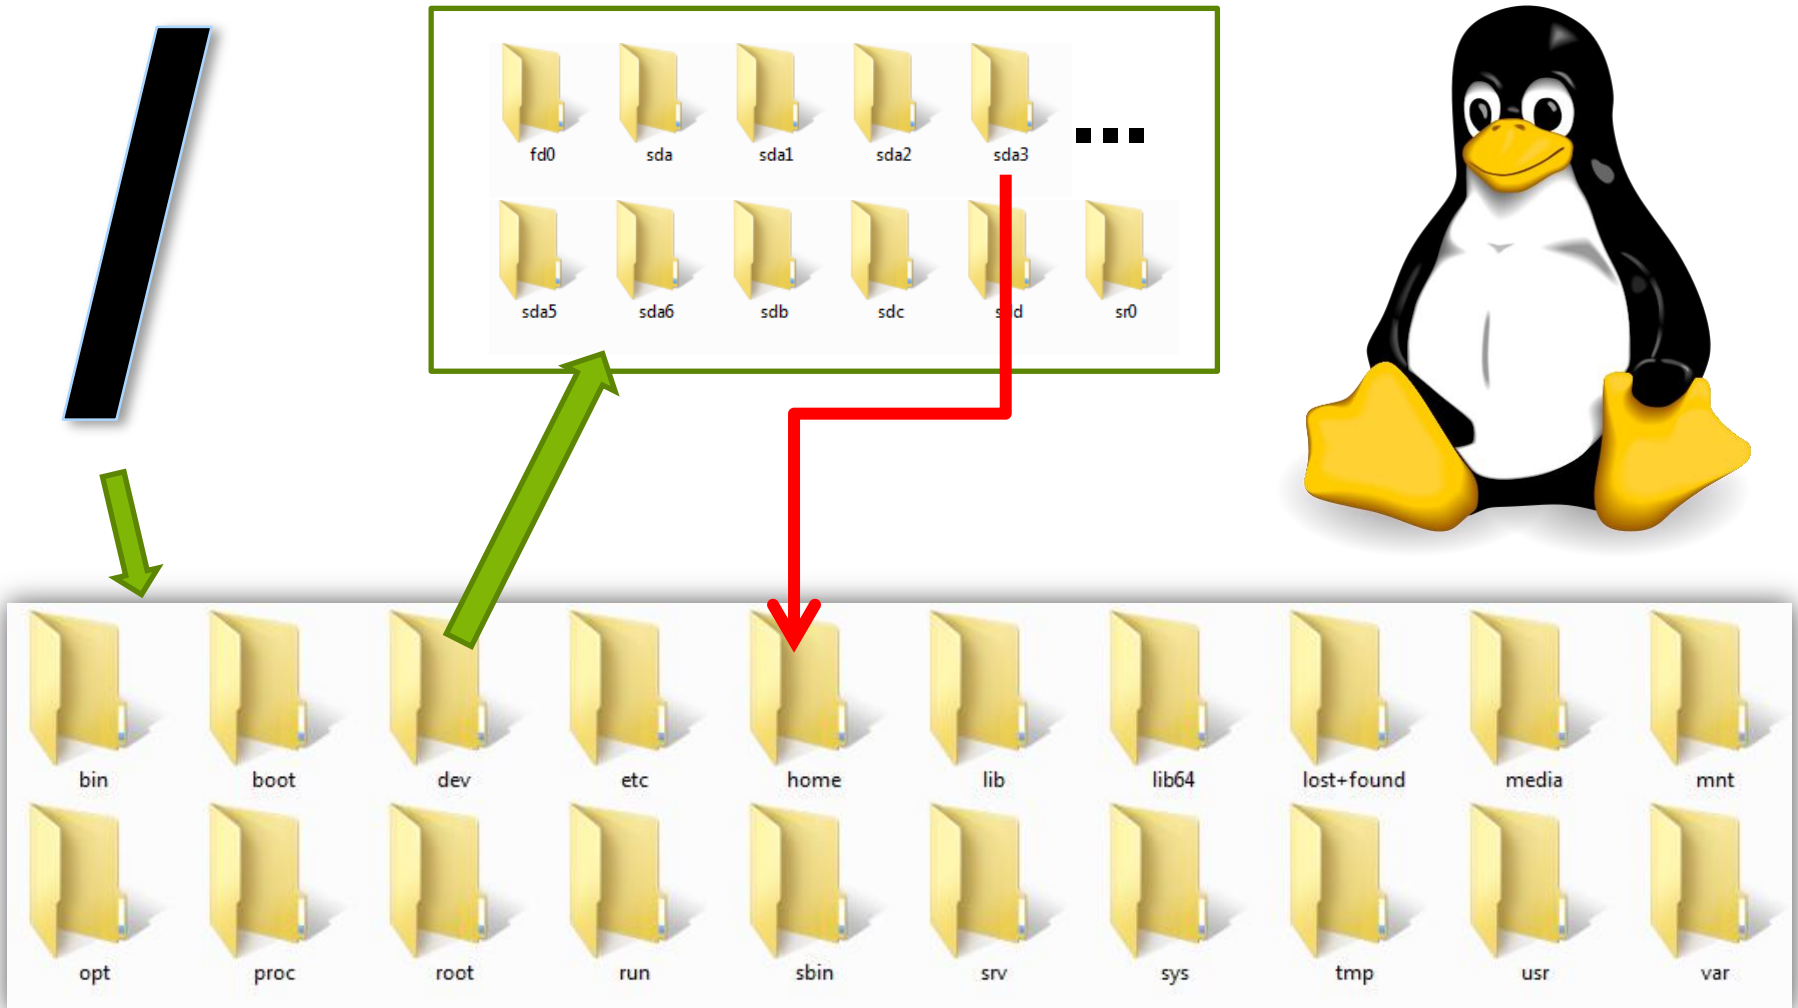 /
fd0 sda sda1 sda2 sda3 ...
sda5 sda6 sdb sdc sr0
bin boot dev etc home lib lib64 lost+found media mnt
opt proc root run sbin srv sys tmp usr var